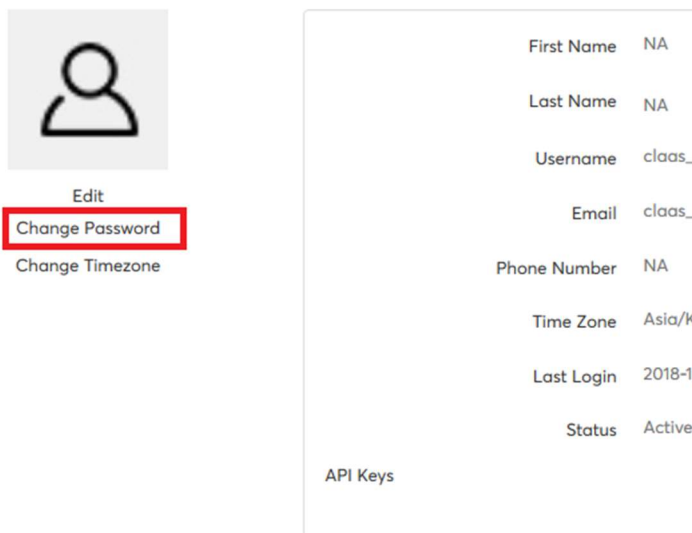 Edit
Change Password
Change Timezone
First Name NA
Last Name NA
Username claas_
Email claas_
Phone Number NA
Time Zone Asia/K
Last Login 2018-1
Status Active
API Keys